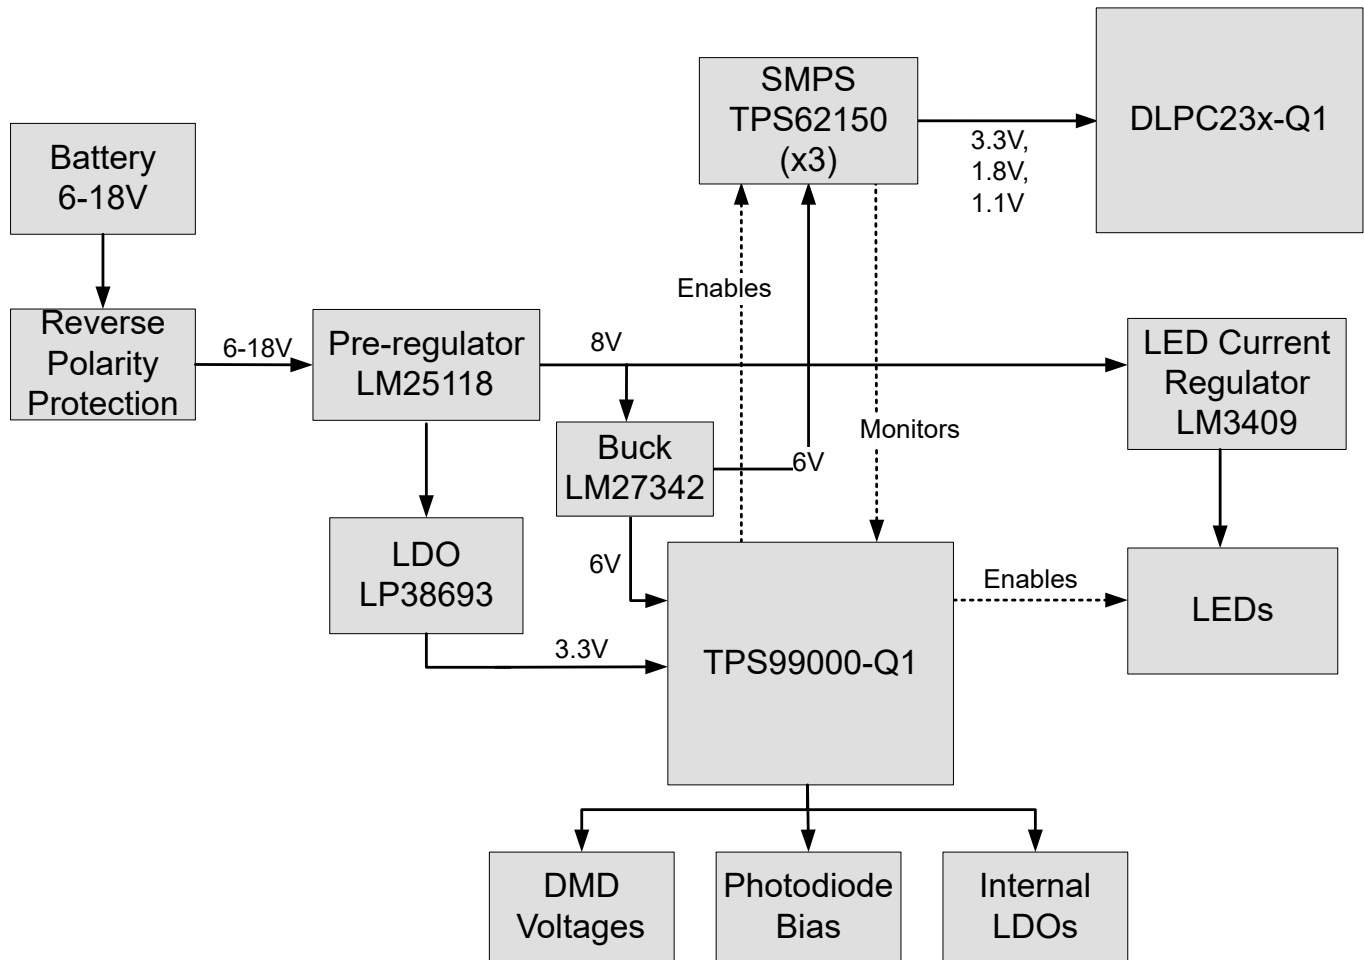 SMPS
TPS62150
(x3)
DLPC23x-Q1
3.3V,
1.8V,
1.1V
Battery
6-18V
Enables
Reverse
Polarity
Protection
6-18V
Pre-regulator
LM25118
8V
LED Current
Regulator
LM3409
Buck
LM27342
6V
Monitors
LDO
LP38693
6V
3.3V
TPS99000-Q1
Enables
LEDs
DMD
Voltages
Photodiode
Bias
Internal
LDOs